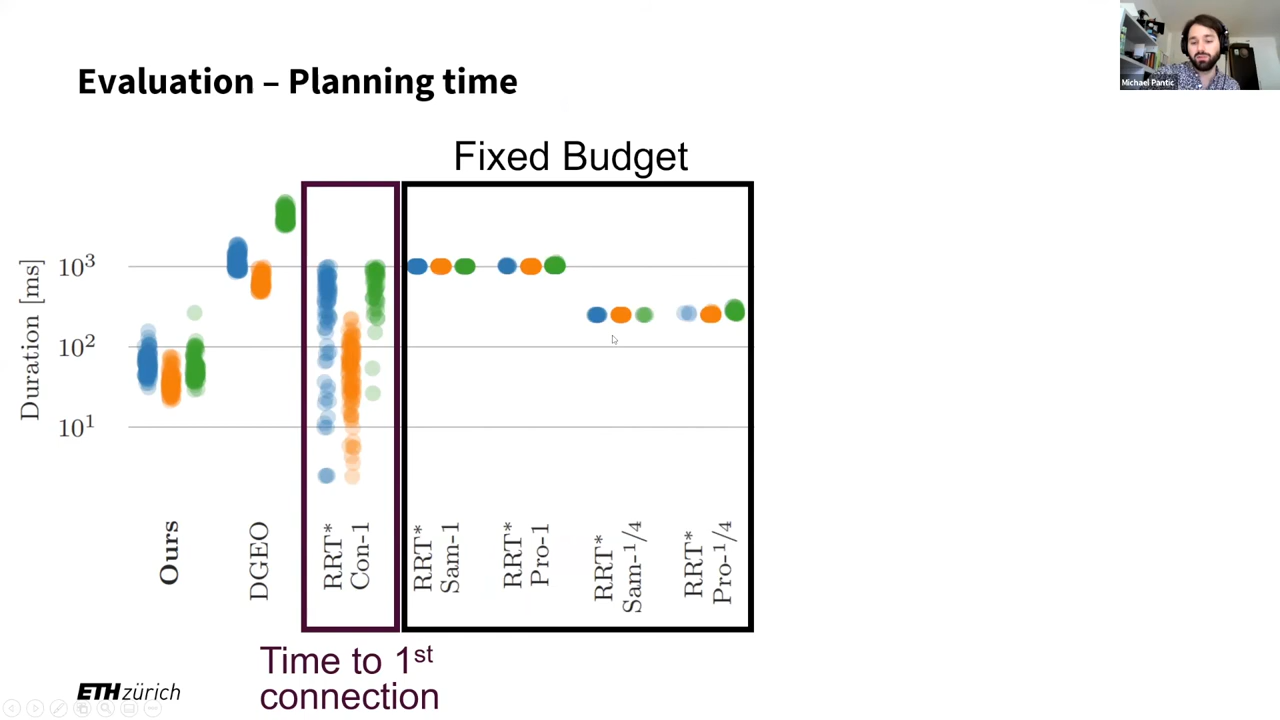 Michael Pantic
Evaluation – Planning time
Fixed Budget
Duration [ms]
10³
10²
10¹
Ours
DGEO
RRT*
Con-1
RRT*
Sam-1
RRT*
Pro-1
RRT*
Sam-1/4
RRT*
Pro-1/4
Time to 1st
connection
ETH zürich